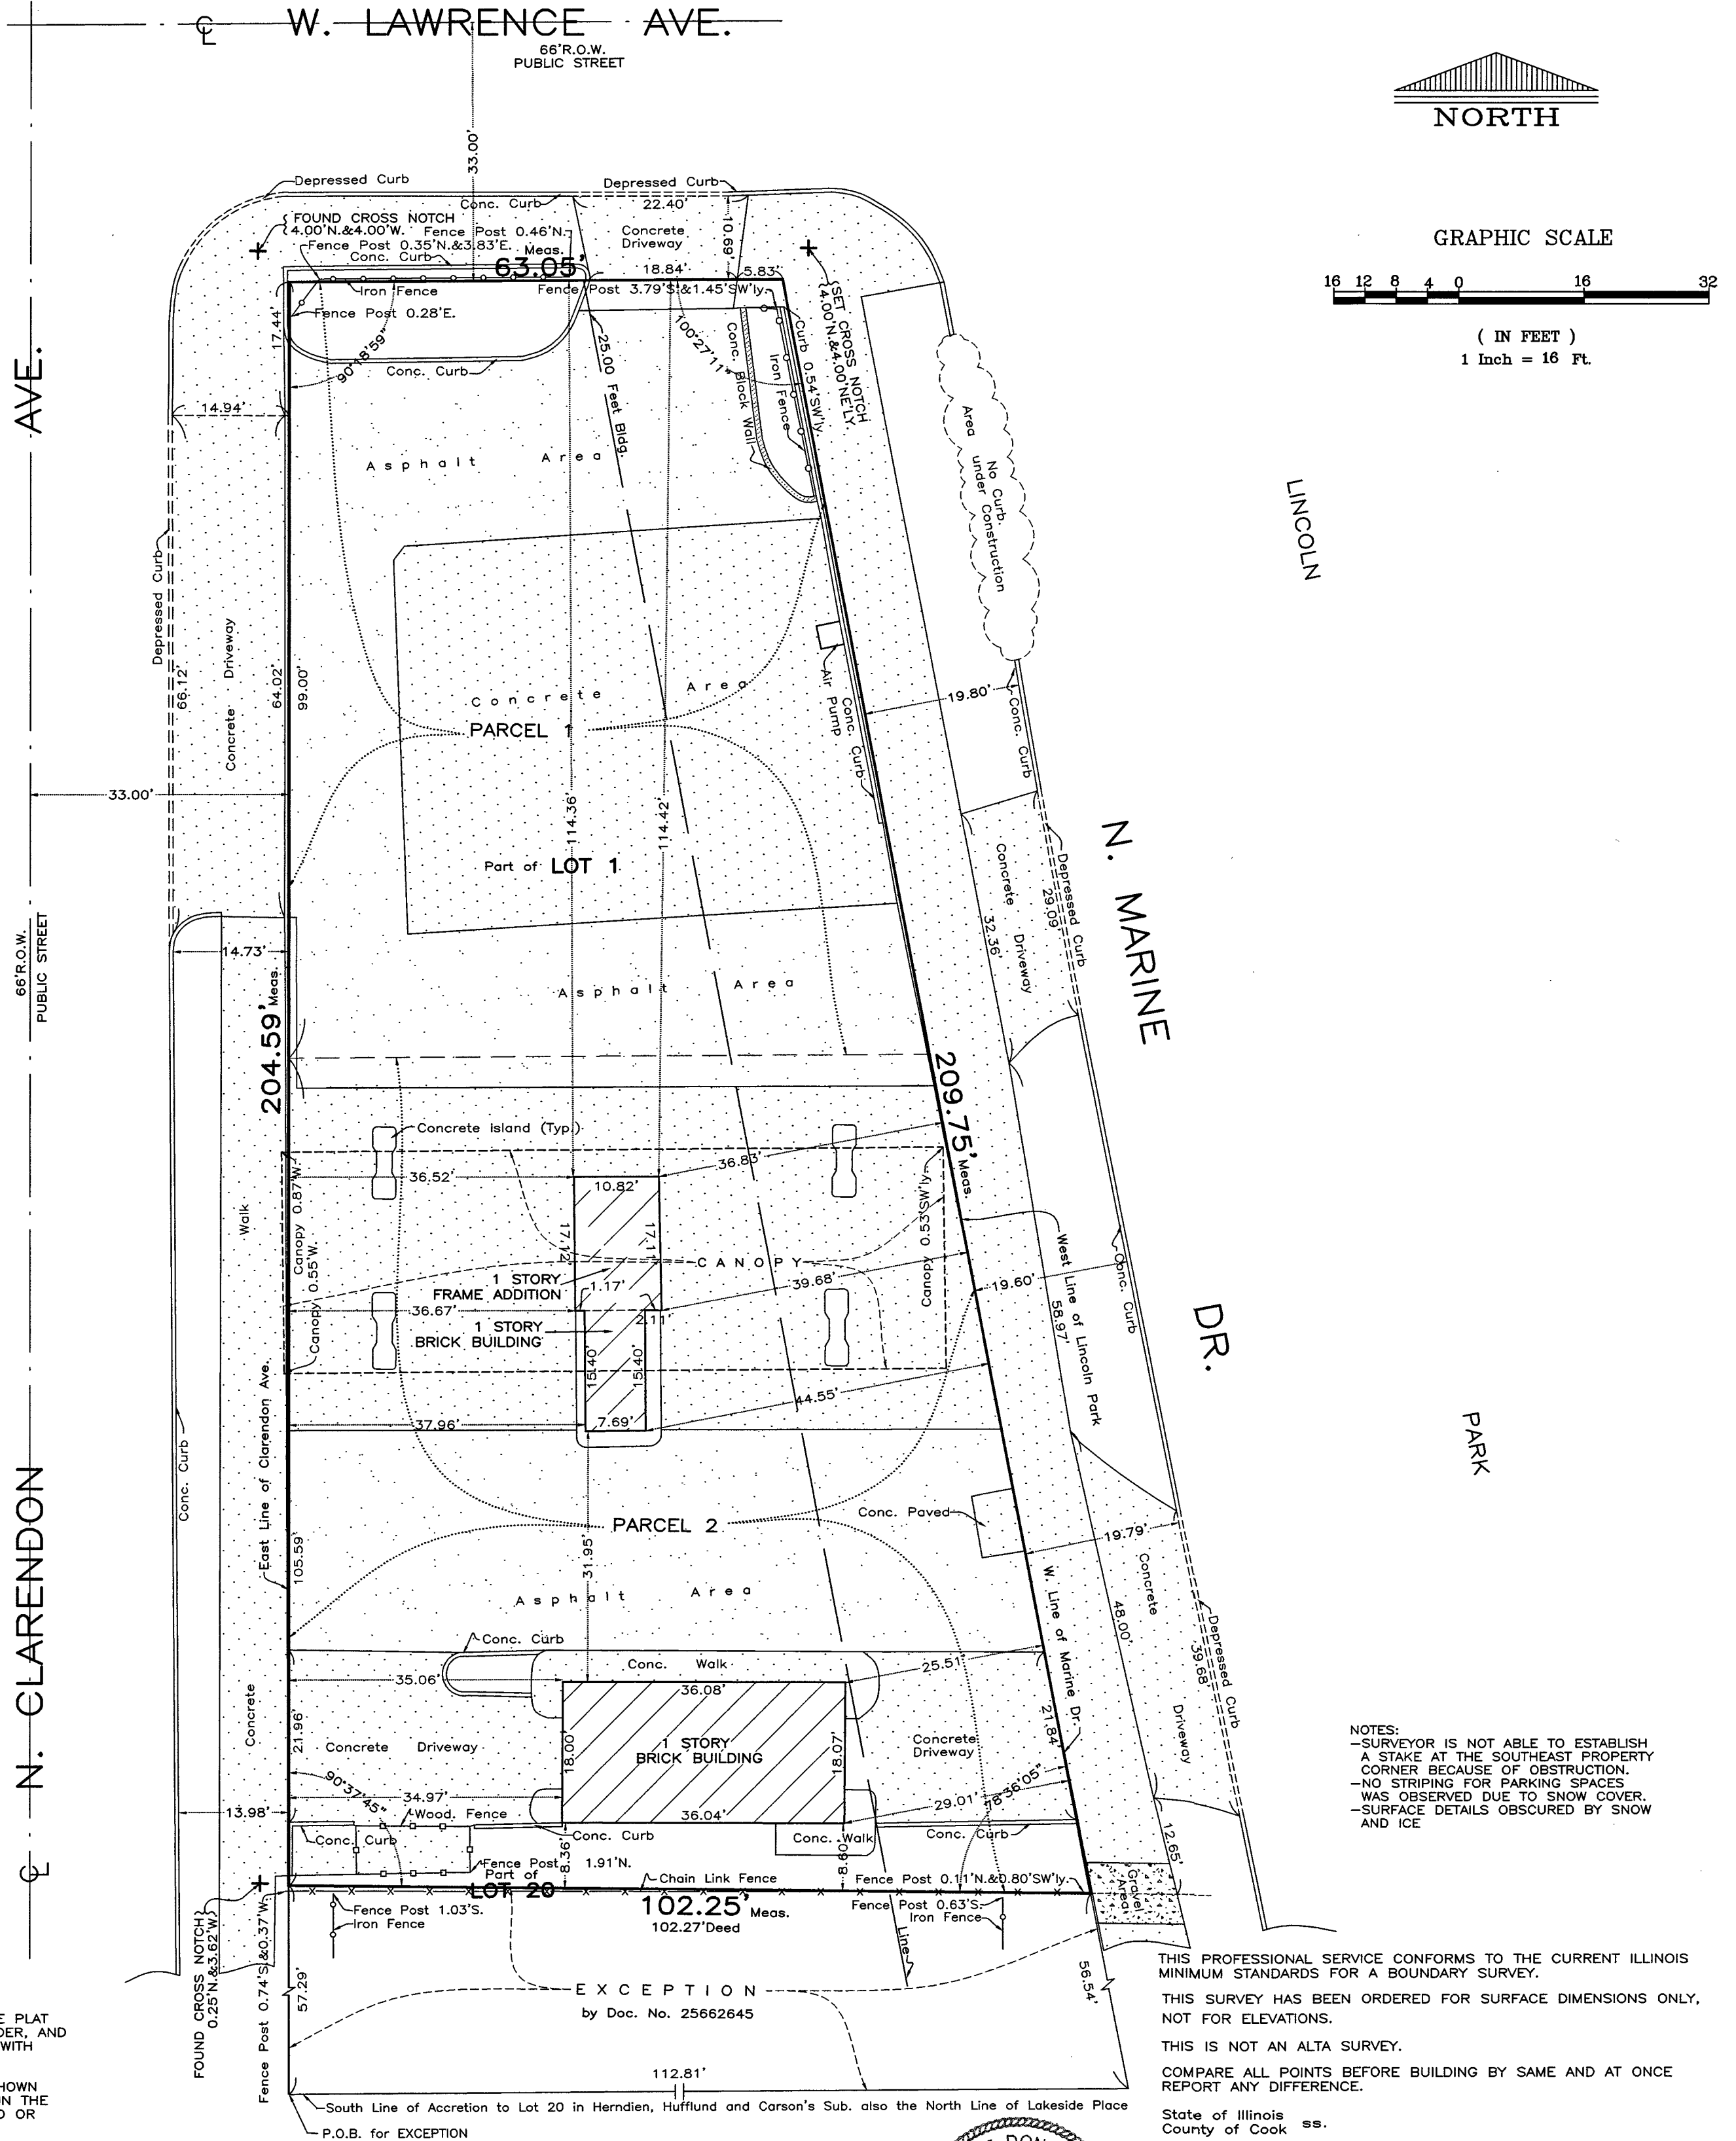 W. LAWRENCE AVE.
66'R.O.W.
PUBLIC STREET
NORTH
GRAPHIC SCALE
16 12 8 4 0 16 32
( IN FEET )
1 Inch = 16 Ft.
33.00'
Depressed Curb
Depressed Curb
Conc. Curb
22.40'
10.69'
FOUND CROSS NOTCH
4.00'N.&4.00'W.
Fence Post 0.46'N.
Fence Post 0.35'N.&3.83'E.
Conc. Curb
Meas.
63.05'
Concrete
Driveway
18.84'
5.83'
Iron Fence
Fence Post 3.79'S.&1.45'SW'ly.
Fence Post 0.28'E.
17.44'
90°18'59"
100°27'11"
Conc. Curb
25.00 Feet Bldg.
Conc. Block Wall
Iron Fence
Curb 0.54'SW'ly.
SET CROSS NOTCH
4.00'N.&4.00'NE'LY.
14.94'
Asphalt Area
Area
No Curb.
under Construction
LINCOLN
AVE.
Depressed Curb
66.12'
Concrete Driveway
64.02'
99.00'
Concrete Area
PARCEL 1
Air
Pump
Conc. Curb
19.80'
Conc. Curb
33.00'
114.36'
114.42'
Part of LOT 1
N. MARINE
Concrete Driveway
Depressed Curb
29.09'
32.36'
66'R.O.W.
PUBLIC STREET
14.73'
204.59' Meas.
Asphalt Area
209.75' Meas.
Concrete Island (Typ.)
36.52'
36.83'
10.82'
Walk
Canopy 0.87'W.
Canopy 0.55'W.
17.12'
17.11'
CANOPY
Canopy 0.53'SW'ly.
1 STORY
FRAME ADDITION
1.17'
39.68'
19.60'
36.67'
2.11'
1 STORY
BRICK BUILDING
15.40'
15.40'
West Line of Lincoln Park
58.97'
Conc. Curb
DR.
44.55'
37.96'
7.69'
Conc. Curb
East Line of Clarendon Ave.
PARK
N. CLARENDON
PARCEL 2
Conc. Paved
19.79'
105.59'
31.95'
Asphalt Area
W. Line of Marine Dr.
Concrete Driveway
48.00'
Depressed Curb
39.68'
Conc. Curb
Conc. Walk
25.51'
35.06'
36.08'
Concrete
21.96'
Concrete Driveway
18.00'
1 STORY
BRICK BUILDING
18.07'
Concrete
Driveway
21.84'
NOTES:
-SURVEYOR IS NOT ABLE TO ESTABLISH
A STAKE AT THE SOUTHEAST PROPERTY
CORNER BECAUSE OF OBSTRUCTION.
-NO STRIPING FOR PARKING SPACES
WAS OBSERVED DUE TO SNOW COVER.
-SURFACE DETAILS OBSCURED BY SNOW
AND ICE
90°37'45"
34.97'
29.01'
78°36'05"
13.98'
Wood. Fence
36.04'
Conc. Curb
Conc. Curb
Conc. Walk
Conc. Curb
8.36'
8.60'
12.65'
Fence Post 1.91'N.
Part of
LOT 20
Chain Link Fence
Fence Post 0.11'N.&0.80'SW'ly.
Gravel
Area
102.25' Meas.
102.27'Deed
Fence Post 1.03'S.
Iron Fence
Fence Post 0.63'S.
Iron Fence
Line
FOUND CROSS NOTCH
0.25'N.&3.62'W.
Fence Post 0.74'S.&0.37'W.
57.29'
56.54'
EXCEPTION
by Doc. No. 25662645
112.81'
South Line of Accretion to Lot 20 in Herndien, Hufflund and Carson's Sub. also the North Line of Lakeside Place
P.O.B. for EXCEPTION
E PLAT
DER, AND
WITH
HOWN
IN THE
D OR
THIS PROFESSIONAL SERVICE CONFORMS TO THE CURRENT ILLINOIS
MINIMUM STANDARDS FOR A BOUNDARY SURVEY.
THIS SURVEY HAS BEEN ORDERED FOR SURFACE DIMENSIONS ONLY,
NOT FOR ELEVATIONS.
THIS IS NOT AN ALTA SURVEY.
COMPARE ALL POINTS BEFORE BUILDING BY SAME AND AT ONCE
REPORT ANY DIFFERENCE.
State of Illinois
County of Cook ss.